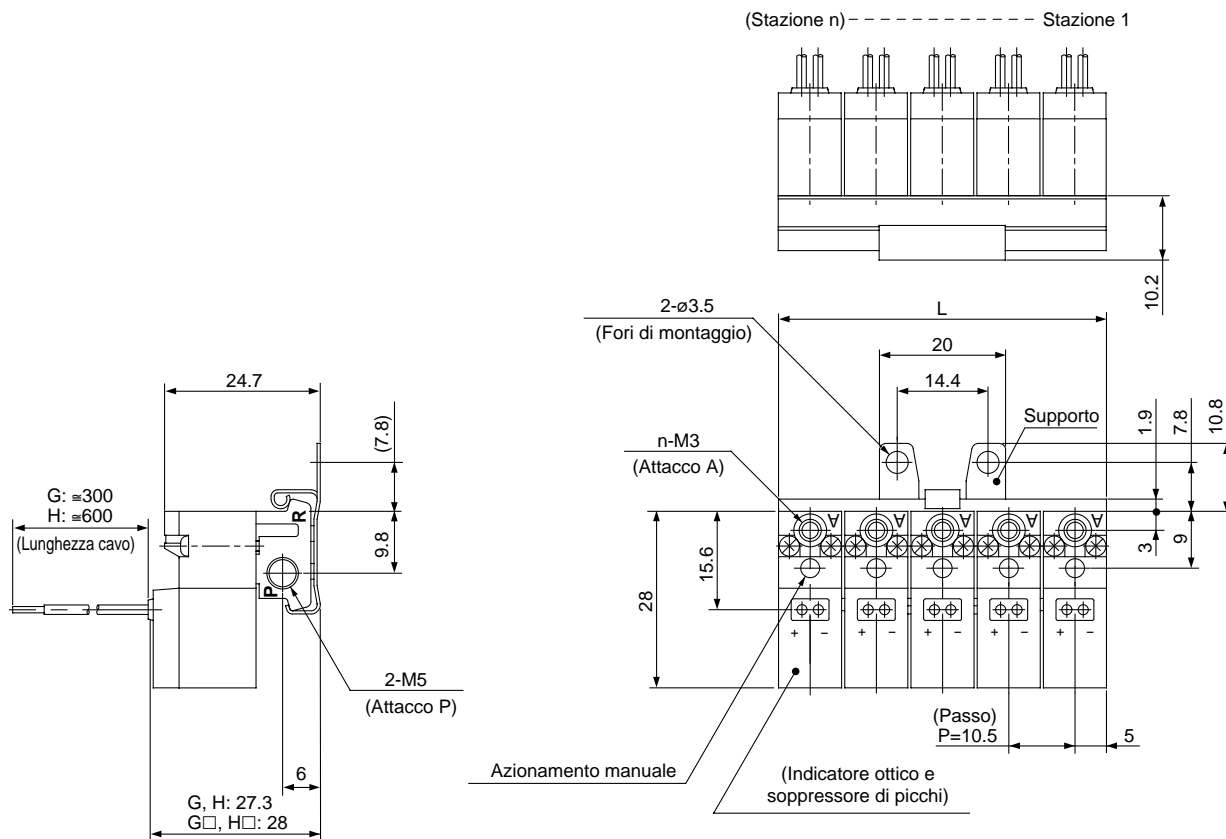 (Stazione n) Stazione 1
10.2
2-ø3.5
(Fori di montaggio)
L
20
14.4
24.7
(7.8)
1.9
7.8
10.8
Supporto
n-M3
(Attacco A)
G: ≅300
H: ≅600
(Lunghezza cavo)
R
A A A A A
9.8
3
9
15.6
28
P
+ − + − + − + − + −
2-M5
(Attacco P)
(Passo)
P=10.5
5
6
Azionamento manuale
(Indicatore ottico e
soppressore di picchi)
G, H: 27.3
G□, H□: 28